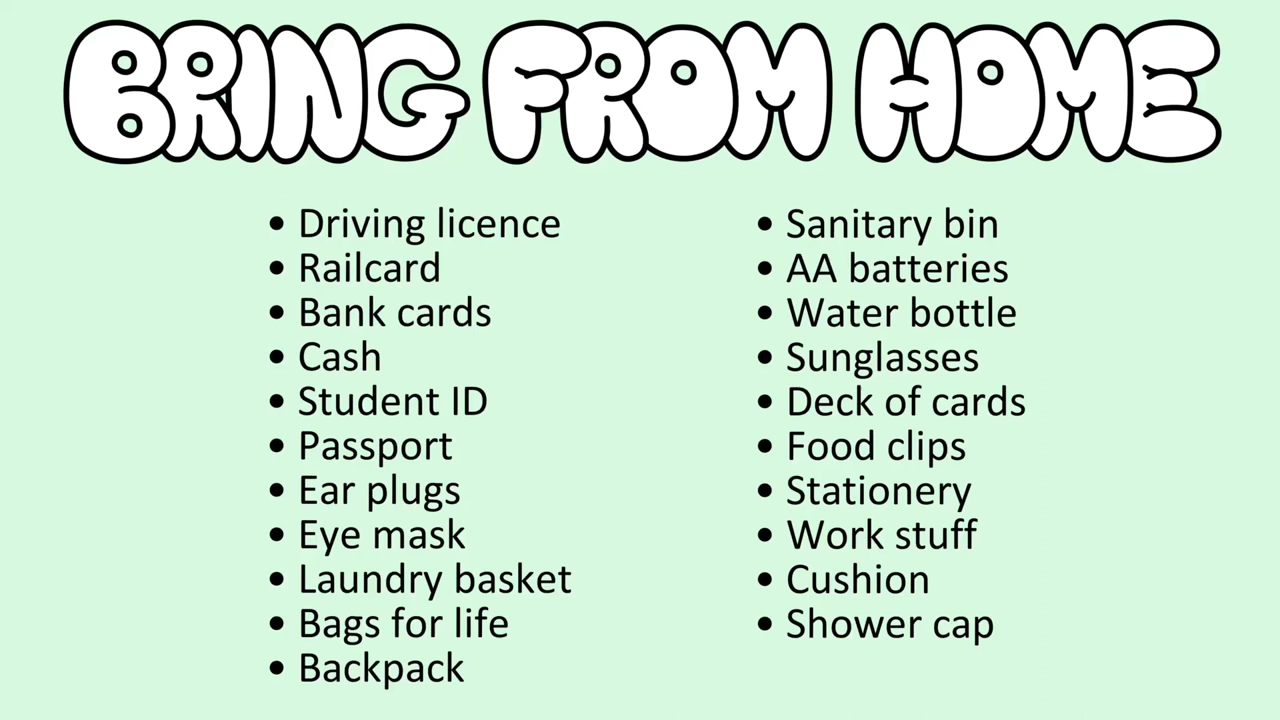 BRING FROM HOME
• Driving licence
• Railcard
• Bank cards
• Cash
• Student ID
• Passport
• Ear plugs
• Eye mask
• Laundry basket
• Bags for life
• Backpack
• Sanitary bin
• AA batteries
• Water bottle
• Sunglasses
• Deck of cards
• Food clips
• Stationery
• Work stuff
• Cushion
• Shower cap